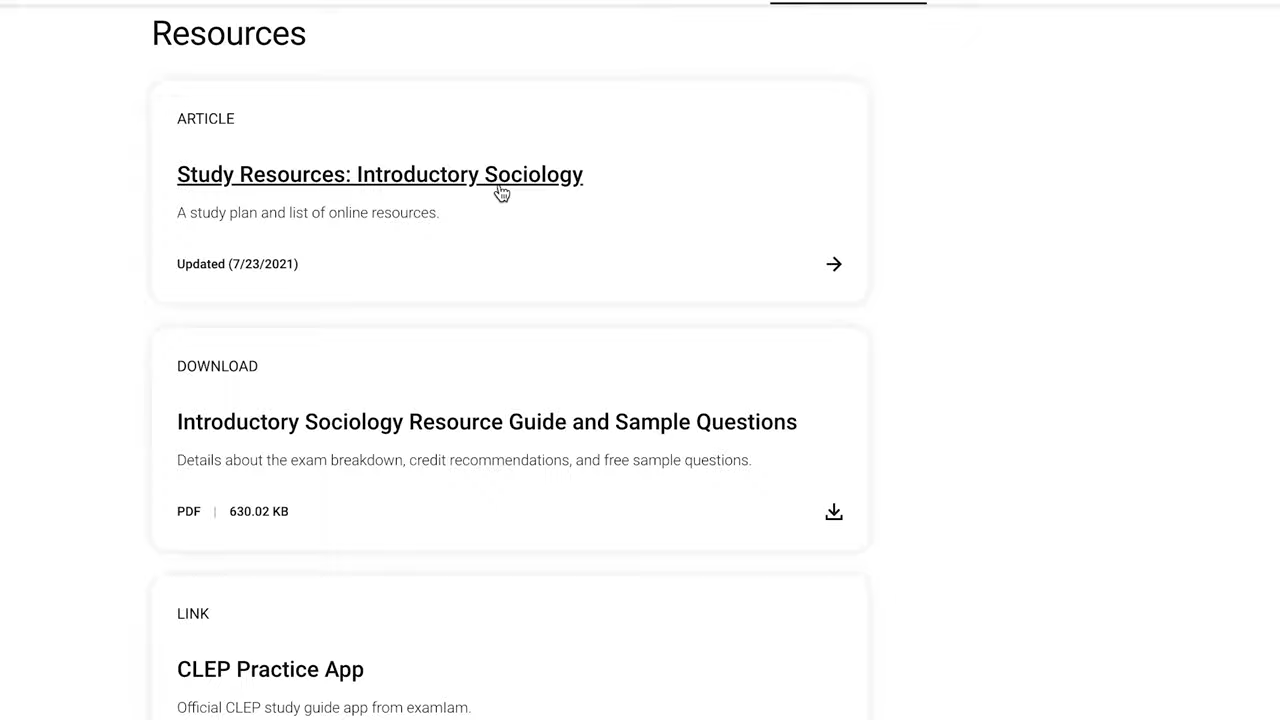 Resources
ARTICLE
Study Resources: Introductory Sociology
A study plan and list of online resources.
Updated (7/23/2021)
DOWNLOAD
Introductory Sociology Resource Guide and Sample Questions
Details about the exam breakdown, credit recommendations, and free sample questions.
PDF | 630.02 KB
LINK
CLEP Practice App
Official CLEP study guide app from examIam.